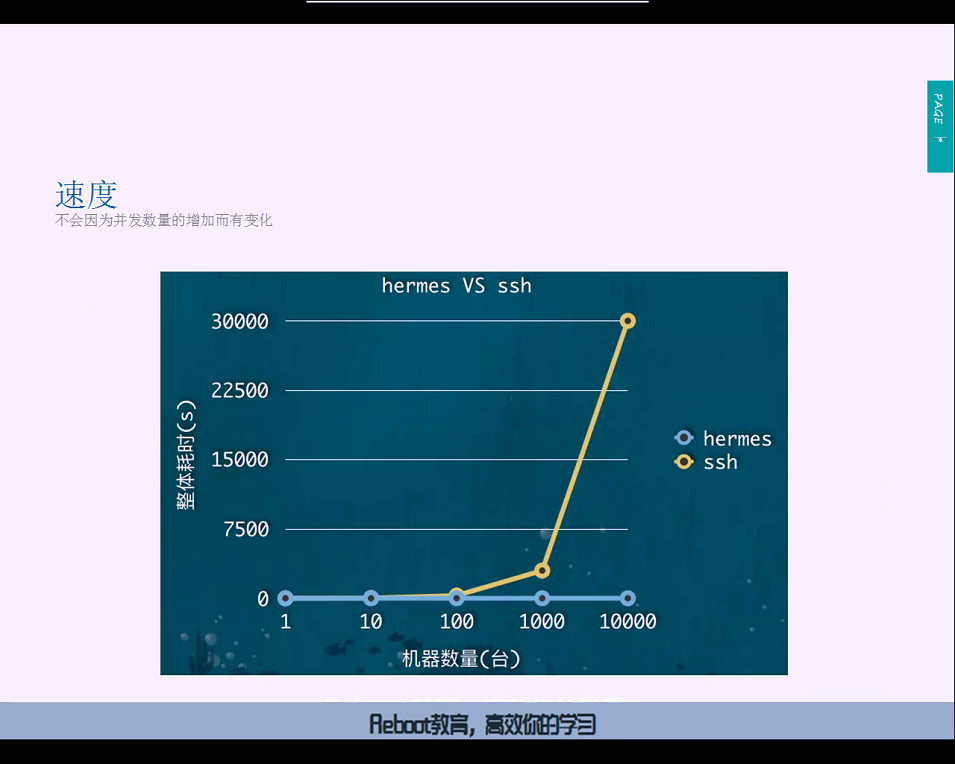 PAGE *
速度
不会因为并发数量的增加而有变化
hermes VS ssh
30000
22500
15000
7500
0
整体耗时(s)
1 10 100 1000 10000
机器数量(台)
hermes
ssh
Reboot教育，高效你的学习